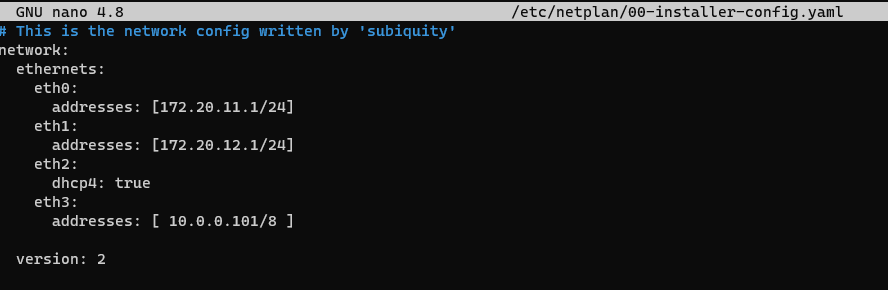 GNU nano 4.8 /etc/netplan/00-installer-config.yaml
# This is the network config written by 'subiquity'
network:
  ethernets:
    eth0:
      addresses: [172.20.11.1/24]
    eth1:
      addresses: [172.20.12.1/24]
    eth2:
      dhcp4: true
    eth3:
      addresses: [ 10.0.0.101/8 ]
  version: 2